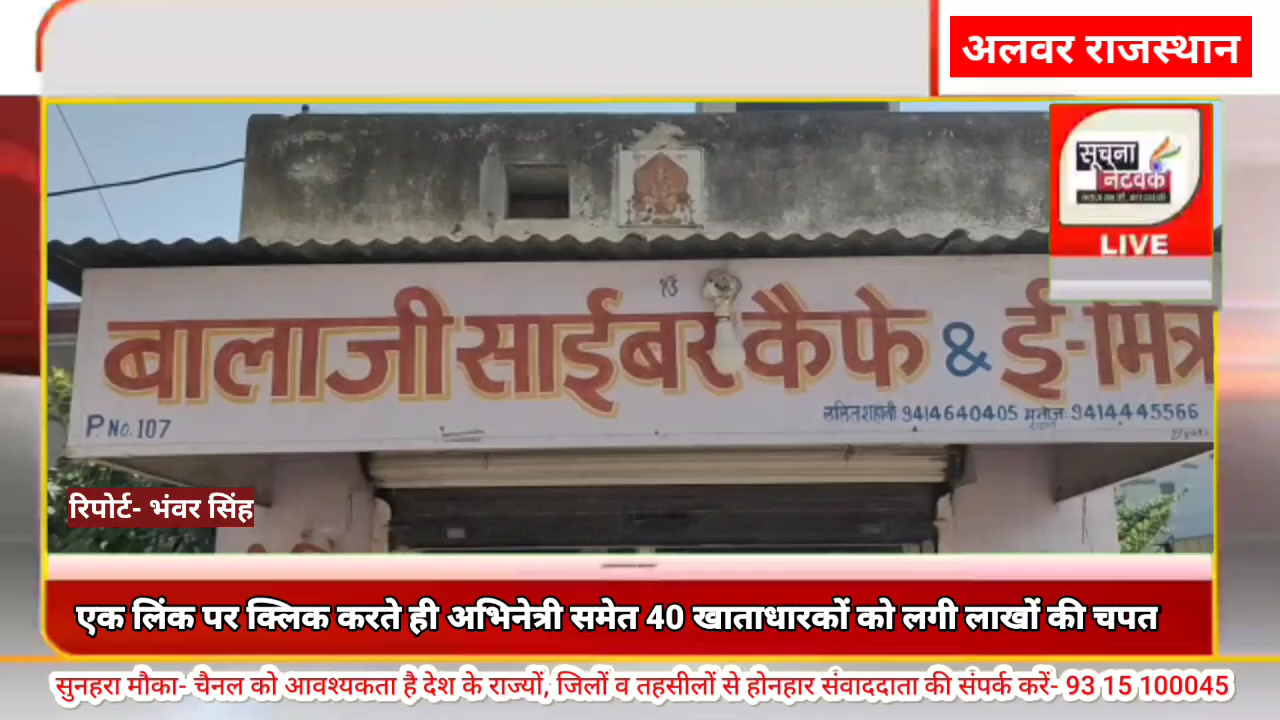 अलवर राजस्थान
सूचना
नेटवर्क
LIVE
बालाजी साईबर कैफे & ई-मित्र
P. No. 107
9414640405 मनोज 9414445566
रिपोर्ट- भंवर सिंह
एक लिंक पर क्लिक करते ही अभिनेत्री समेत 40 खाताधारकों को लगी लाखों की चपत
सुनहरा मौका- चैनल को आवश्यकता है देश के राज्यों, जिलों व तहसीलों से होनहार संवाददाता की संपर्क करें- 93 15 100045